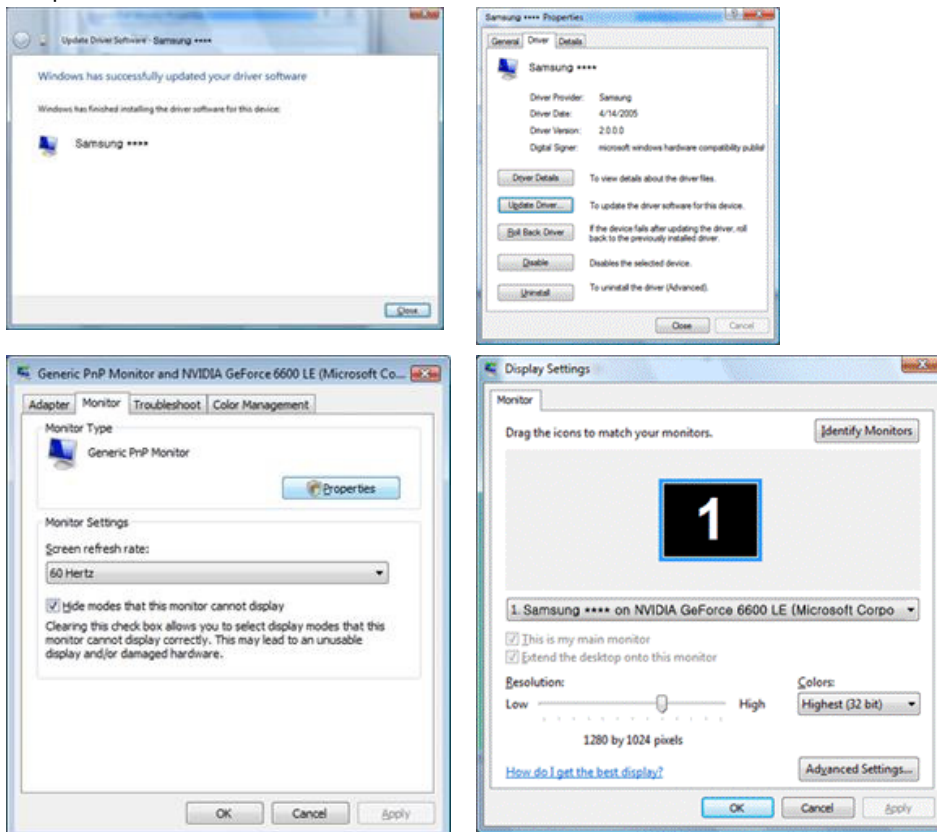 Update Driver Software - Samsung ****
Windows has successfully updated your driver software
Windows has finished installing the driver software for this device:
Samsung ****
Close
Samsung **** Properties
General Driver Details
Samsung ****
Driver Provider: Samsung
Driver Date: 4/14/2005
Driver Version: 2.0.0.0
Digital Signer: microsoft windows hardware compatibility publisl
Driver Details To view details about the driver files.
Update Driver... To update the driver software for this device.
Roll Back Driver If the device fails after updating the driver, roll
back to the previously installed driver.
Disable Disables the selected device.
Uninstall To uninstall the driver (Advanced).
Close Cancel
Generic PnP Monitor and NVIDIA GeForce 6600 LE (Microsoft Co...
Adapter Monitor Troubleshoot Color Management
Monitor Type
Generic PnP Monitor
Properties
Monitor Settings
Screen refresh rate:
60 Hertz
Hide modes that this monitor cannot display
Clearing this check box allows you to select display modes that this
monitor cannot display correctly. This may lead to an unusable
display and/or damaged hardware.
OK Cancel Apply
Display Settings
Monitor
Drag the icons to match your monitors.
Identify Monitors
1
1. Samsung **** on NVIDIA GeForce 6600 LE (Microsoft Corpo
This is my main monitor
Extend the desktop onto this monitor
Resolution: Colors:
Low High Highest (32 bit)
1280 by 1024 pixels
How do I get the best display? Advanced Settings...
OK Cancel Apply